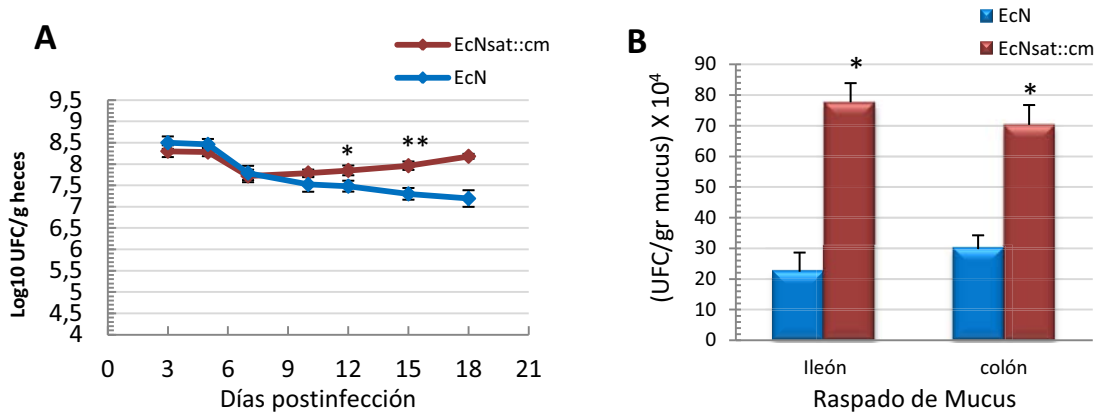 A
EcNsat::cm
EcN
Log10 UFC/g heces
9,5
9
8,5
8
7,5
7
6,5
6
5,5
5
4,5
4
*
**
0 3 6 9 12 15 18 21
Días postinfección
B
EcN
EcNsat::cm
(UFC/gr mucus) X 10⁴
90
80
70
60
50
40
30
20
10
0
*
*
Ileón colón
Raspado de Mucus